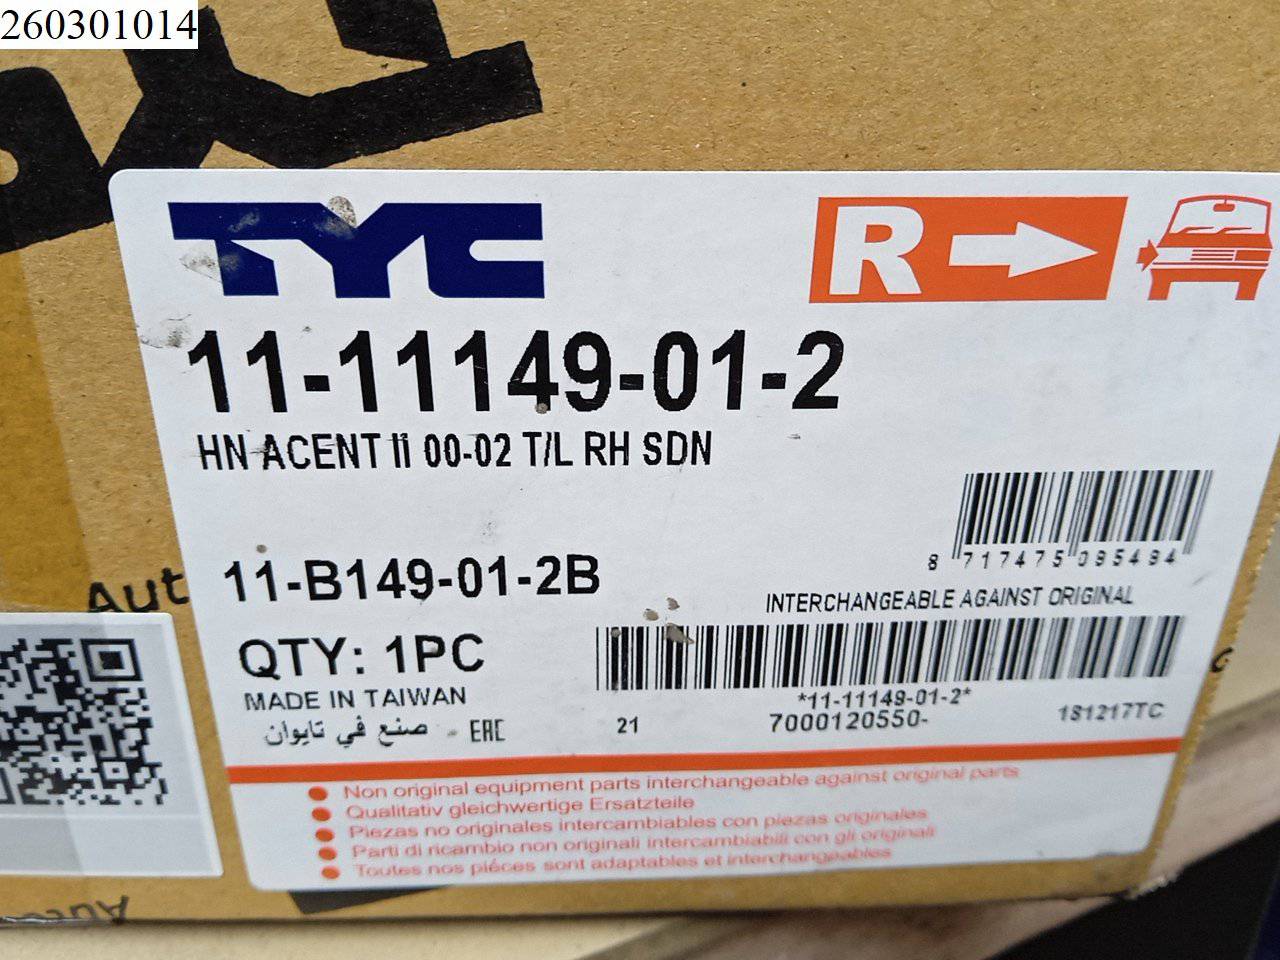 260301014
TYC
R
11-11149-01-2
HN ACENT II 00-02 T/L RH SDN
8 717475 095494
11-B149-01-2B
INTERCHANGEABLE AGAINST ORIGINAL
Aut
QTY: 1PC
*11-11149-01-2*
MADE IN TAIWAN
صنع في تايوان - EAC
21
7000120550-
181217TC
Non original equipment parts interchangeable against original parts
Qualitativ gleichwertige Ersatzteile
Piezas no originales intercambiables con piezas originales
Parti di ricambio non originali intercambiabili con gli originali
Toutes nos piéces sont adaptables et interchangeables